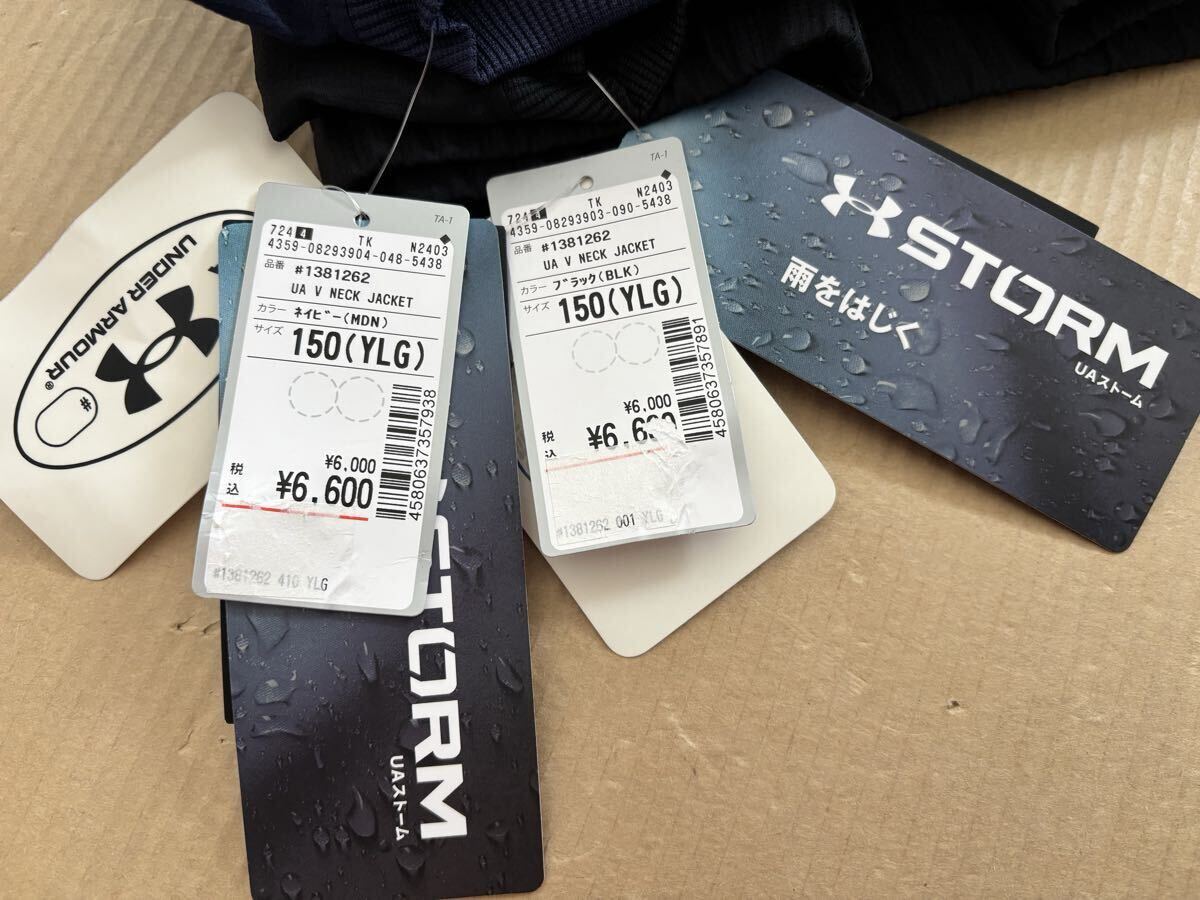 UNDER ARMOUR®
#
TA-1
724 4 TK N2403
4359-08293904-048-5438
品番 #1381262
UA V NECK JACKET
カラー ネイビー(MDN)
サイズ 150(YLG)
¥6,000
税込 ¥6,600
4580637357938
#1381262 410 YLG
STORM
UAストーム
TA-1
724 4 TK N2403
4359-08293903-090-5438
品番 #1381262
UA V NECK JACKET
カラー ブラック(BLK)
サイズ 150(YLG)
¥6,000
税込
4580637357891
#1381262 001 YLG
STORM
UAストーム
雨をはじく